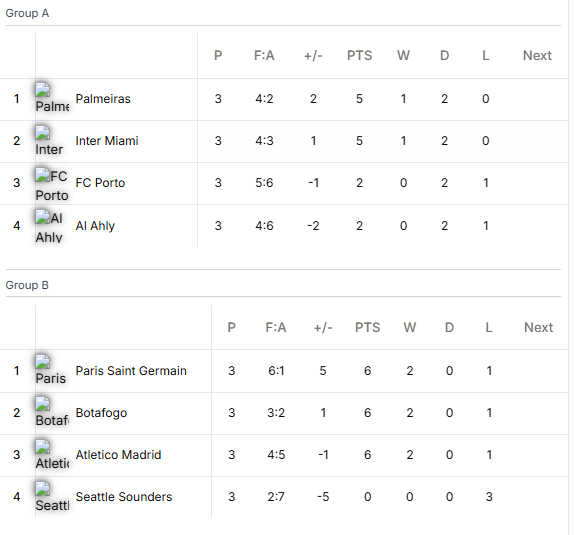 Group A
P F:A +/- PTS W D L Next
1 Palme Palmeiras 3 4:2 2 5 1 2 0
2 Inter Inter Miami 3 4:3 1 5 1 2 0
3 FC Porto FC Porto 3 5:6 -1 2 0 2 1
4 Al Ahly Al Ahly 3 4:6 -2 2 0 2 1
Group B
P F:A +/- PTS W D L Next
1 Paris Paris Saint Germain 3 6:1 5 6 2 0 1
2 Botaf Botafogo 3 3:2 1 6 2 0 1
3 Atletic Atletico Madrid 3 4:5 -1 6 2 0 1
4 Seattl Seattle Sounders 3 2:7 -5 0 0 0 3